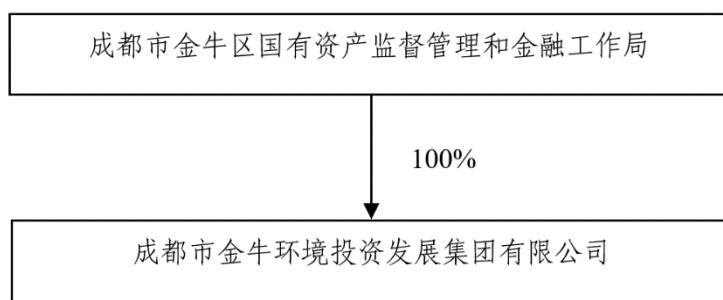 成都市金牛区国有资产监督管理和金融工作局
100%
成都市金牛环境投资发展集团有限公司